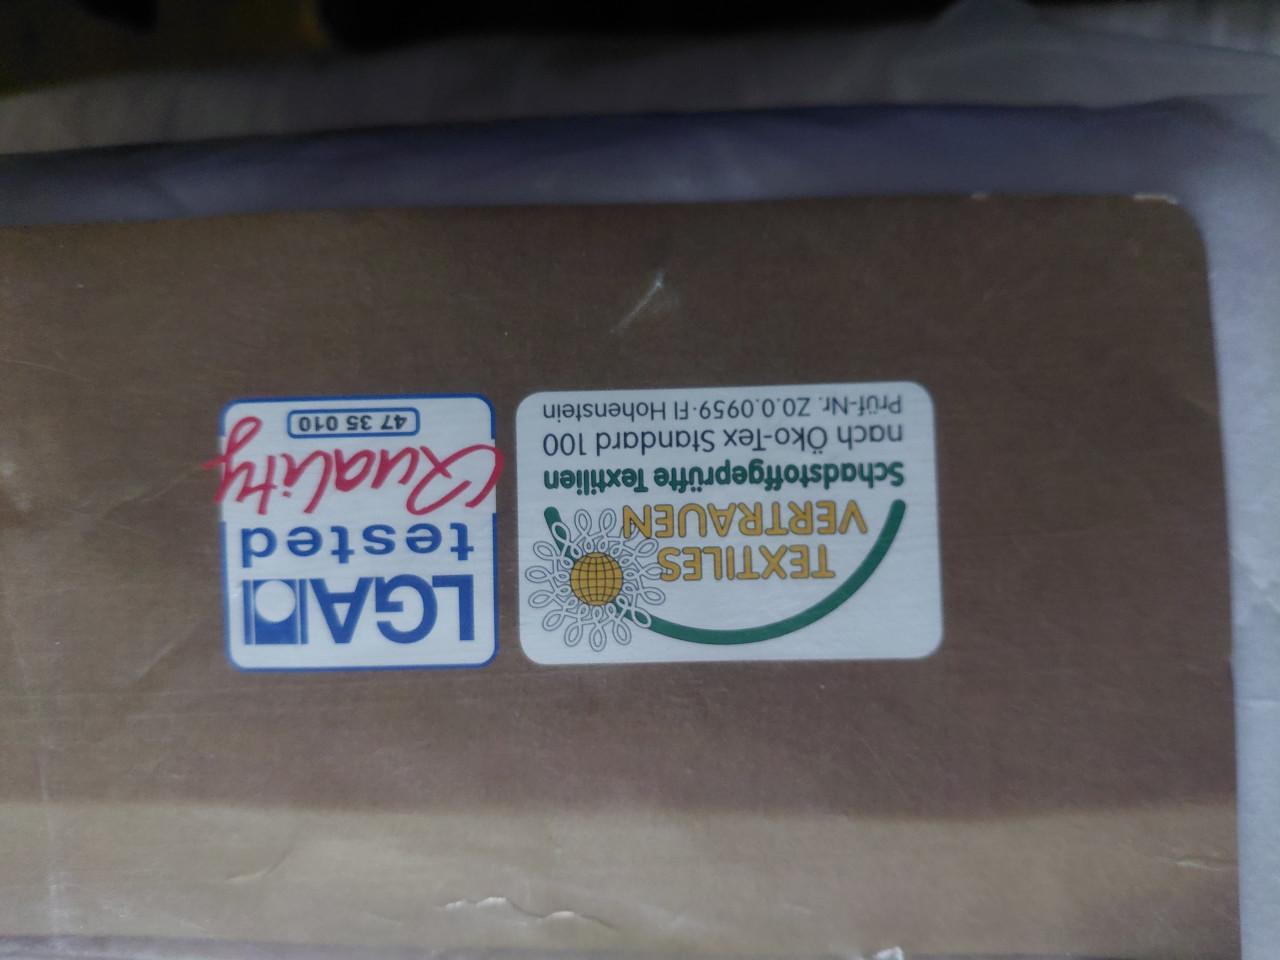 TEXTILES
VERTRAUEN
Schadstoffgeprüfte Textilien
nach Öko-Tex Standard 100
Prüf-Nr. Z0.0.0959·FI Hohenstein
LGA
tested
Quality
47 35 010